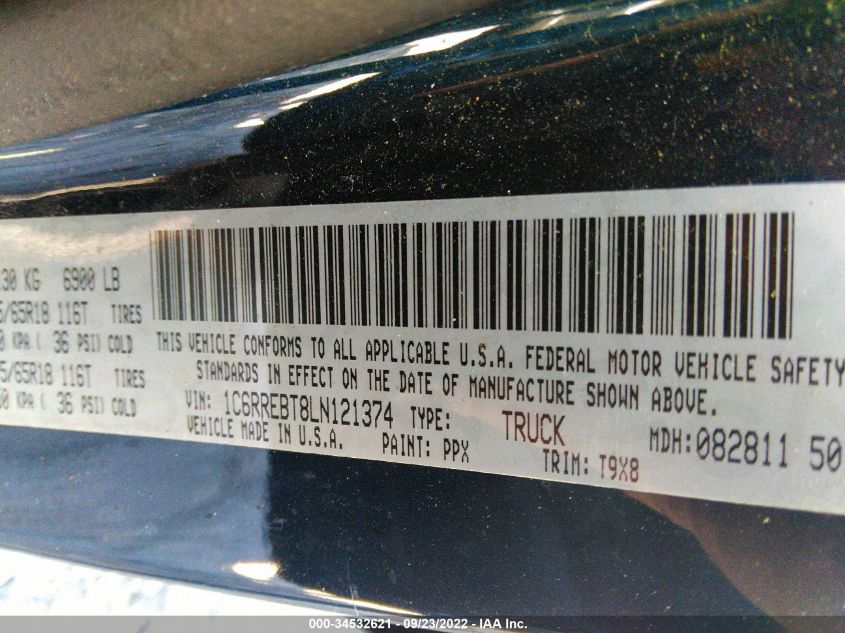 30 KG 6900 LB
/65R18 116T TIRES
KPA ( 36 PSI) COLD
5/65R18 116T TIRES
0 KPA ( 36 PSI) COLD
THIS VEHICLE CONFORMS TO ALL APPLICABLE U.S.A. FEDERAL MOTOR VEHICLE SAFETY
STANDARDS IN EFFECT ON THE DATE OF MANUFACTURE SHOWN ABOVE.
VIN: 1C6RREBT8LN121374 TYPE: TRUCK MDH:082811 50
VEHICLE MADE IN U.S.A. PAINT: PPX TRIM: T9X8
000-34532621 - 09/23/2022 - IAA Inc.